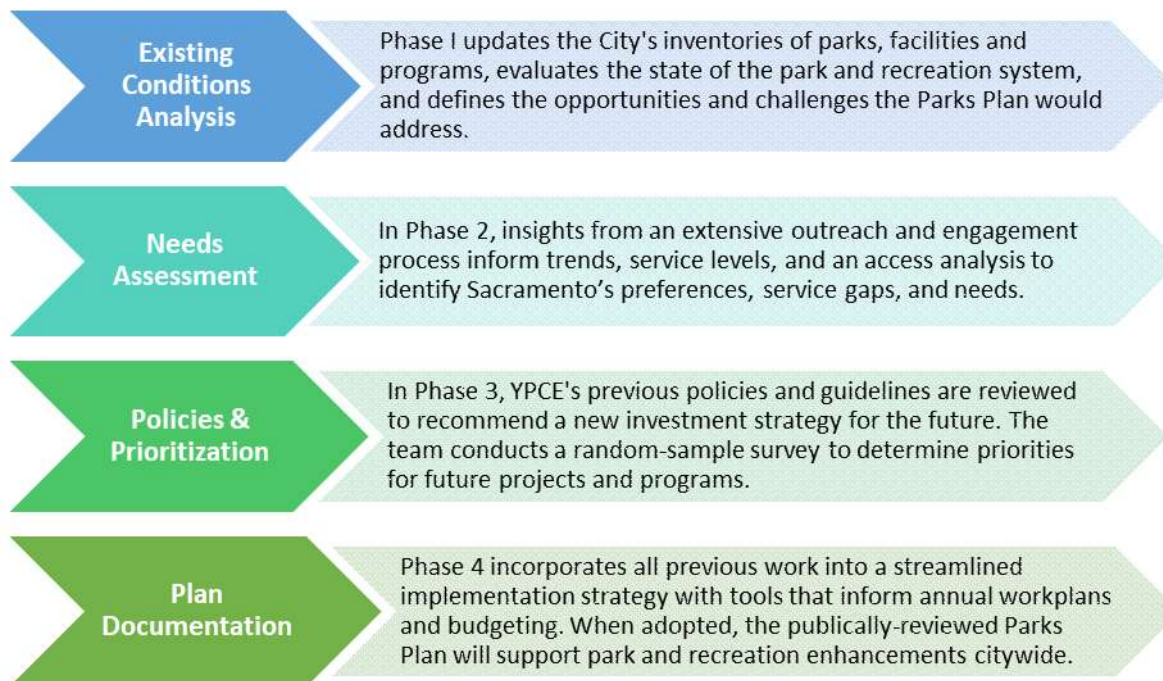 Existing
Conditions
Analysis
Phase I updates the City's inventories of parks, facilities and
programs, evaluates the state of the park and recreation system,
and defines the opportunities and challenges the Parks Plan would
address.
Needs
Assessment
In Phase 2, insights from an extensive outreach and engagement
process inform trends, service levels, and an access analysis to
identify Sacramento’s preferences, service gaps, and needs.
Policies &
Prioritization
In Phase 3, YPCE's previous policies and guidelines are reviewed
to recommend a new investment strategy for the future. The
team conducts a random-sample survey to determine priorities
for future projects and programs.
Plan
Documentation
Phase 4 incorporates all previous work into a streamlined
implementation strategy with tools that inform annual workplans
and budgeting. When adopted, the publically-reviewed Parks
Plan will support park and recreation enhancements citywide.